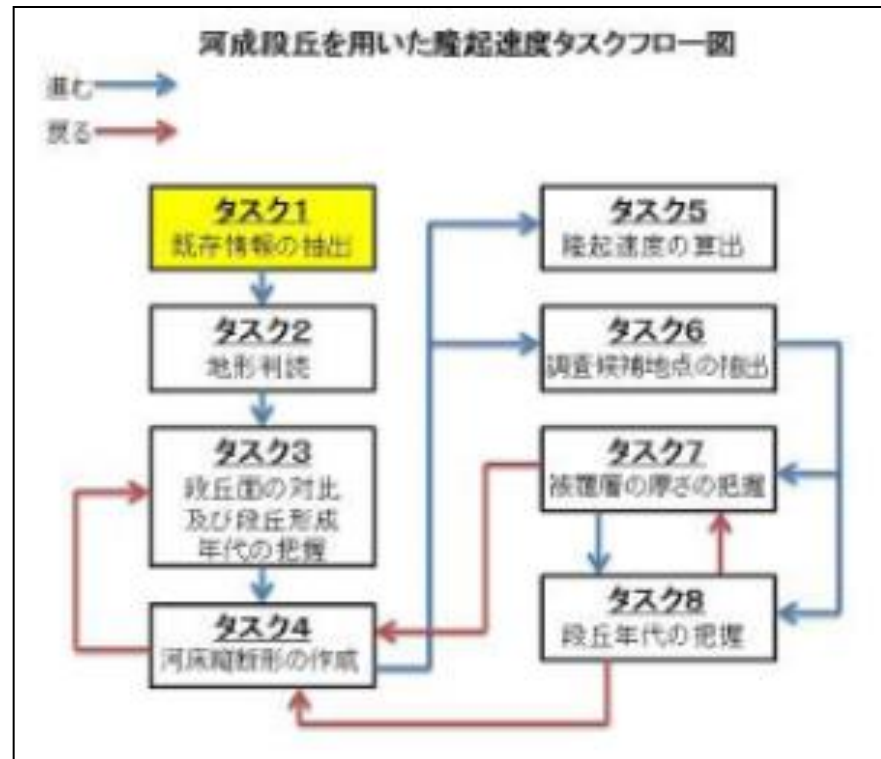 河成段丘を用いた隆起速度タスクフロー図
進む
戻る
タスク1
既存情報の抽出
タスク2
地形判読
タスク3
段丘面の対比
及び段丘形成
年代の把握
タスク4
河床縦断形の作成
タスク5
隆起速度の算出
タスク6
調査候補地点の抽出
タスク7
被覆層の厚さの把握
タスク8
段丘年代の把握